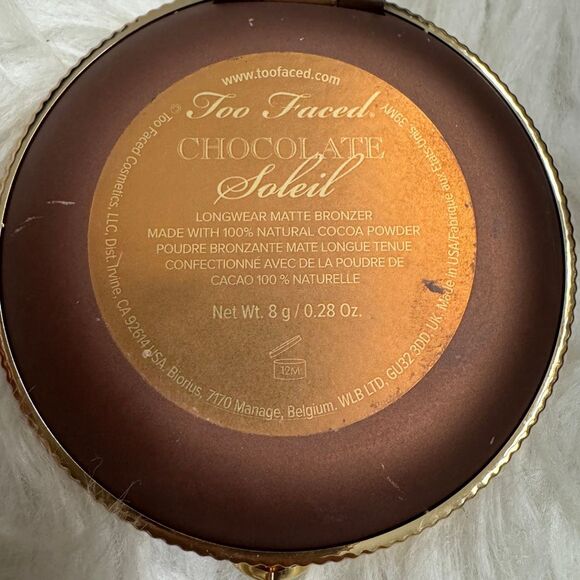 www.toofaced.com
Too Faced®
CHOCOLATE
Soleil
LONGWEAR MATTE BRONZER
MADE WITH 100% NATURAL COCOA POWDER
POUDRE BRONZANTE MATE LONGUE TENUE
CONFECTIONNÉ AVEC DE LA POUDRE DE
CACAO 100 % NATURELLE
Net Wt. 8 g / 0.28 Oz.
12M
© Too Faced Cosmetics, LLC, Dist. Irvine, CA 92614 USA, Biorius, 7170 Manage, Belgium. WLB LTD, GU32 3DD, UK. Made in USA/Fabriqué aux États-Unis. 39MY